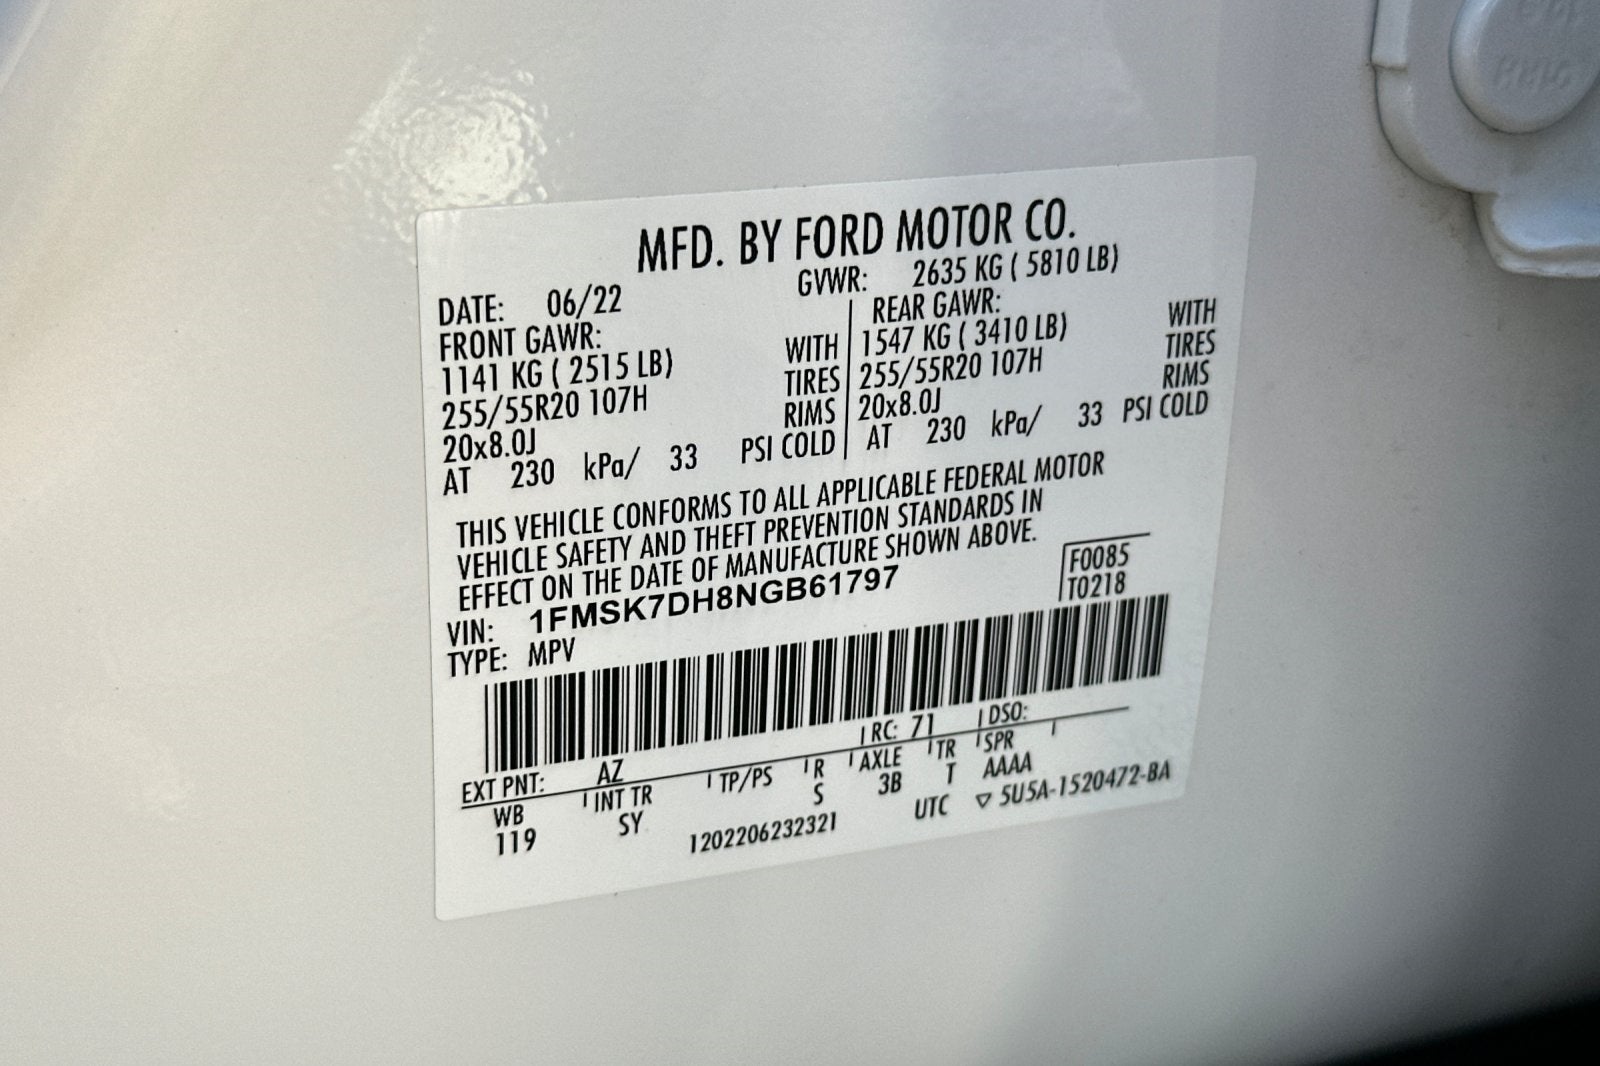 MFD. BY FORD MOTOR CO.
DATE: 06/22 GVWR: 2635 KG ( 5810 LB)
FRONT GAWR: REAR GAWR:
1141 KG ( 2515 LB) WITH 1547 KG ( 3410 LB) WITH
255/55R20 107H TIRES 255/55R20 107H TIRES
20x8.0J RIMS 20x8.0J RIMS
AT 230 kPa/ 33 PSI COLD AT 230 kPa/ 33 PSI COLD
THIS VEHICLE CONFORMS TO ALL APPLICABLE FEDERAL MOTOR
VEHICLE SAFETY AND THEFT PREVENTION STANDARDS IN
EFFECT ON THE DATE OF MANUFACTURE SHOWN ABOVE.
VIN: 1FMSK7DH8NGB61797 F0085
TYPE: MPV T0218
EXT PNT: AZ RC: 71 DSO:
WB INT TR TP/PS R AXLE TR SPR
119 SY S 3B T AAAA
1202206232321 UTC ▽ 5U5A-1520472-BA